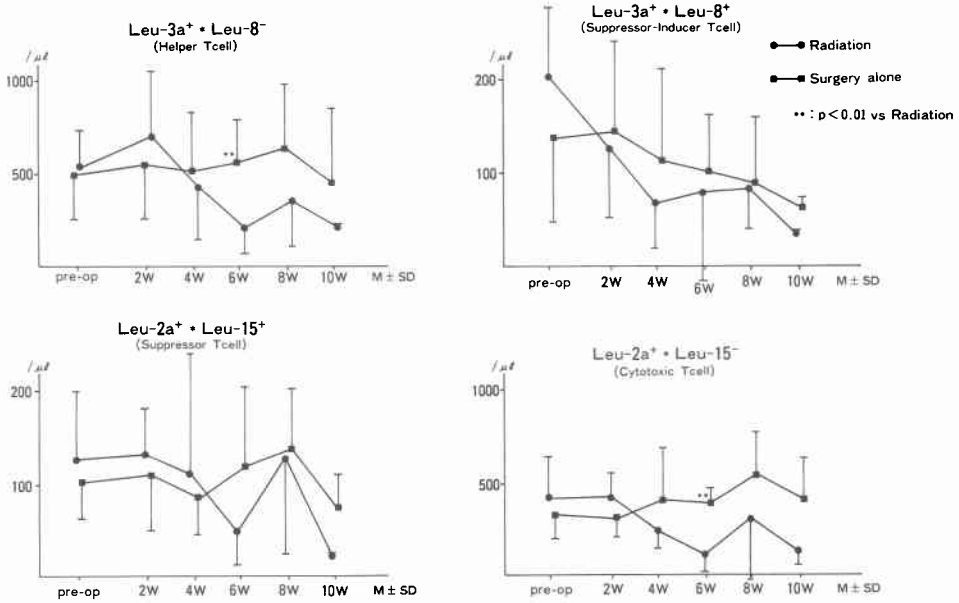 Leu-3a⁺ * Leu-8⁻
(Helper Tcell)
/μl
1000
500
**
pre-op 2W 4W 6W 8W 10W M ± SD
Leu-3a⁺ * Leu-8⁺
(Suppressor-Inducer Tcell)
/μl
200
100
pre-op 2W 4W 6W 8W 10W M ± SD
Radiation
Surgery alone
** : p<0.01 vs Radiation
Leu-2a⁺ * Leu-15⁺
(Suppressor Tcell)
/μl
200
100
pre-op 2W 4W 6W 8W 10W M ± SD
Leu-2a⁺ * Leu-15⁻
(Cytotoxic Tcell)
/μl
1000
500
**
pre-op 2W 4W 6W 8W 10W M ± SD